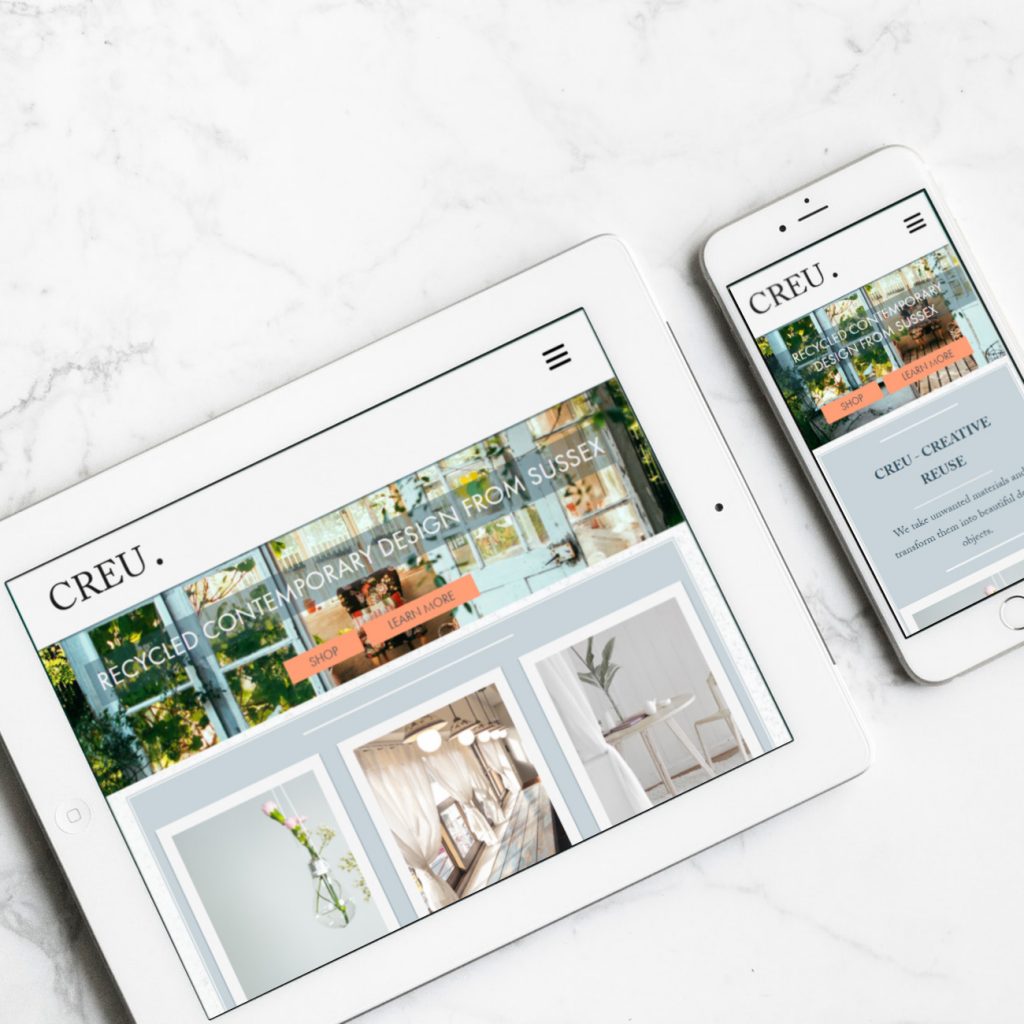 CREU .
RECYCLED CONTEMPORARY DESIGN FROM SUSSEX
SHOP
LEARN MORE
CREU .
RECYCLED CONTEMPORARY
DESIGN FROM SUSSEX
SHOP
LEARN MORE
CREU - CREATIVE
REUSE
We take unwanted materials and
transform them into beautiful
objects.